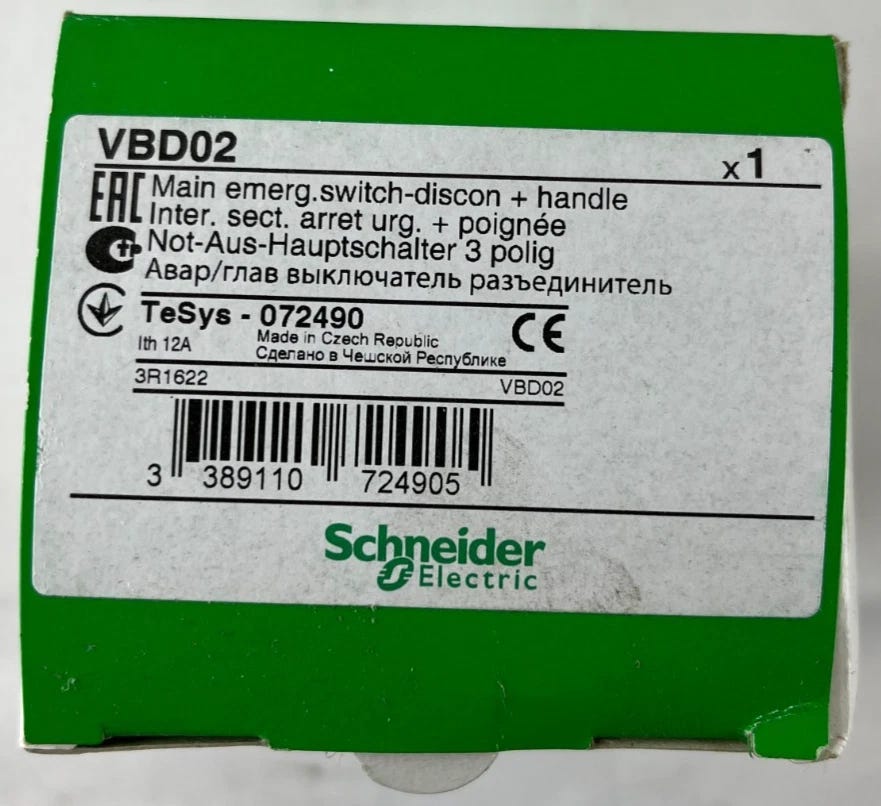 VBD02
x 1
EAC
Main emerg.switch-discon + handle
Inter. sect. arret urg. + poignée
Not-Aus-Hauptschalter 3 polig
Авар/глав выключатель разъединитель
TeSys - 072490
CE
Ith 12A
Made in Czech Republic
Сделано в Чешской Республике
3R1622
VBD02
3 389110 724905
Schneider
Electric